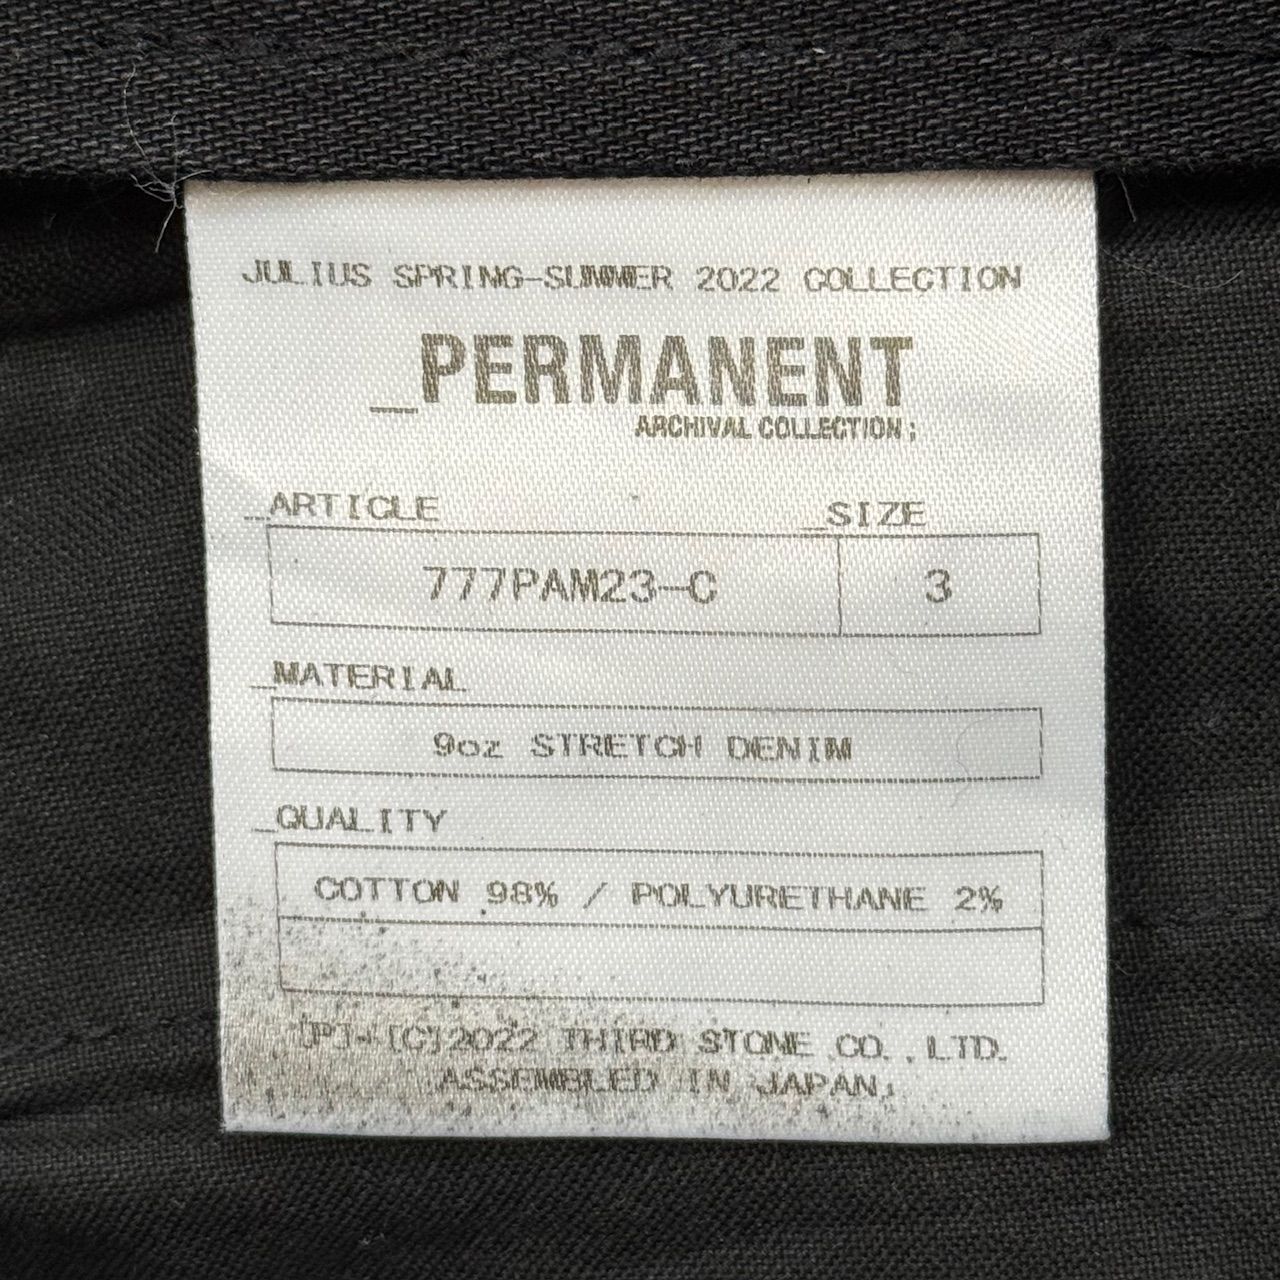 JULIUS SPRING-SUMMER 2022 COLLECTION
_PERMANENT
ARCHIVAL COLLECTION;
_ARTICLE _SIZE
777PAM23-C 3
_MATERIAL
9oz STRETCH DENIM
_QUALITY
COTTON 98% / POLYURETHANE 2%
[P]-[C]2022 THIRD STONE CO.,LTD.
ASSEMBLED IN JAPAN;